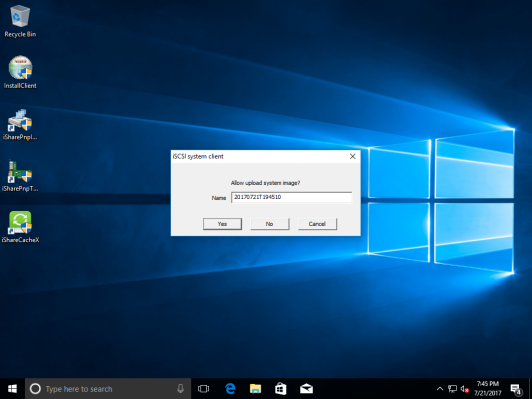 Recycle Bin
InstallClient
iSharePnpI...
iSharePnpT...
iShareCacheX
iSCSI system client
Allow upload system image?
Name 20170721T194510
Yes No Cancel
Type here to search
7:45 PM
7/21/2017